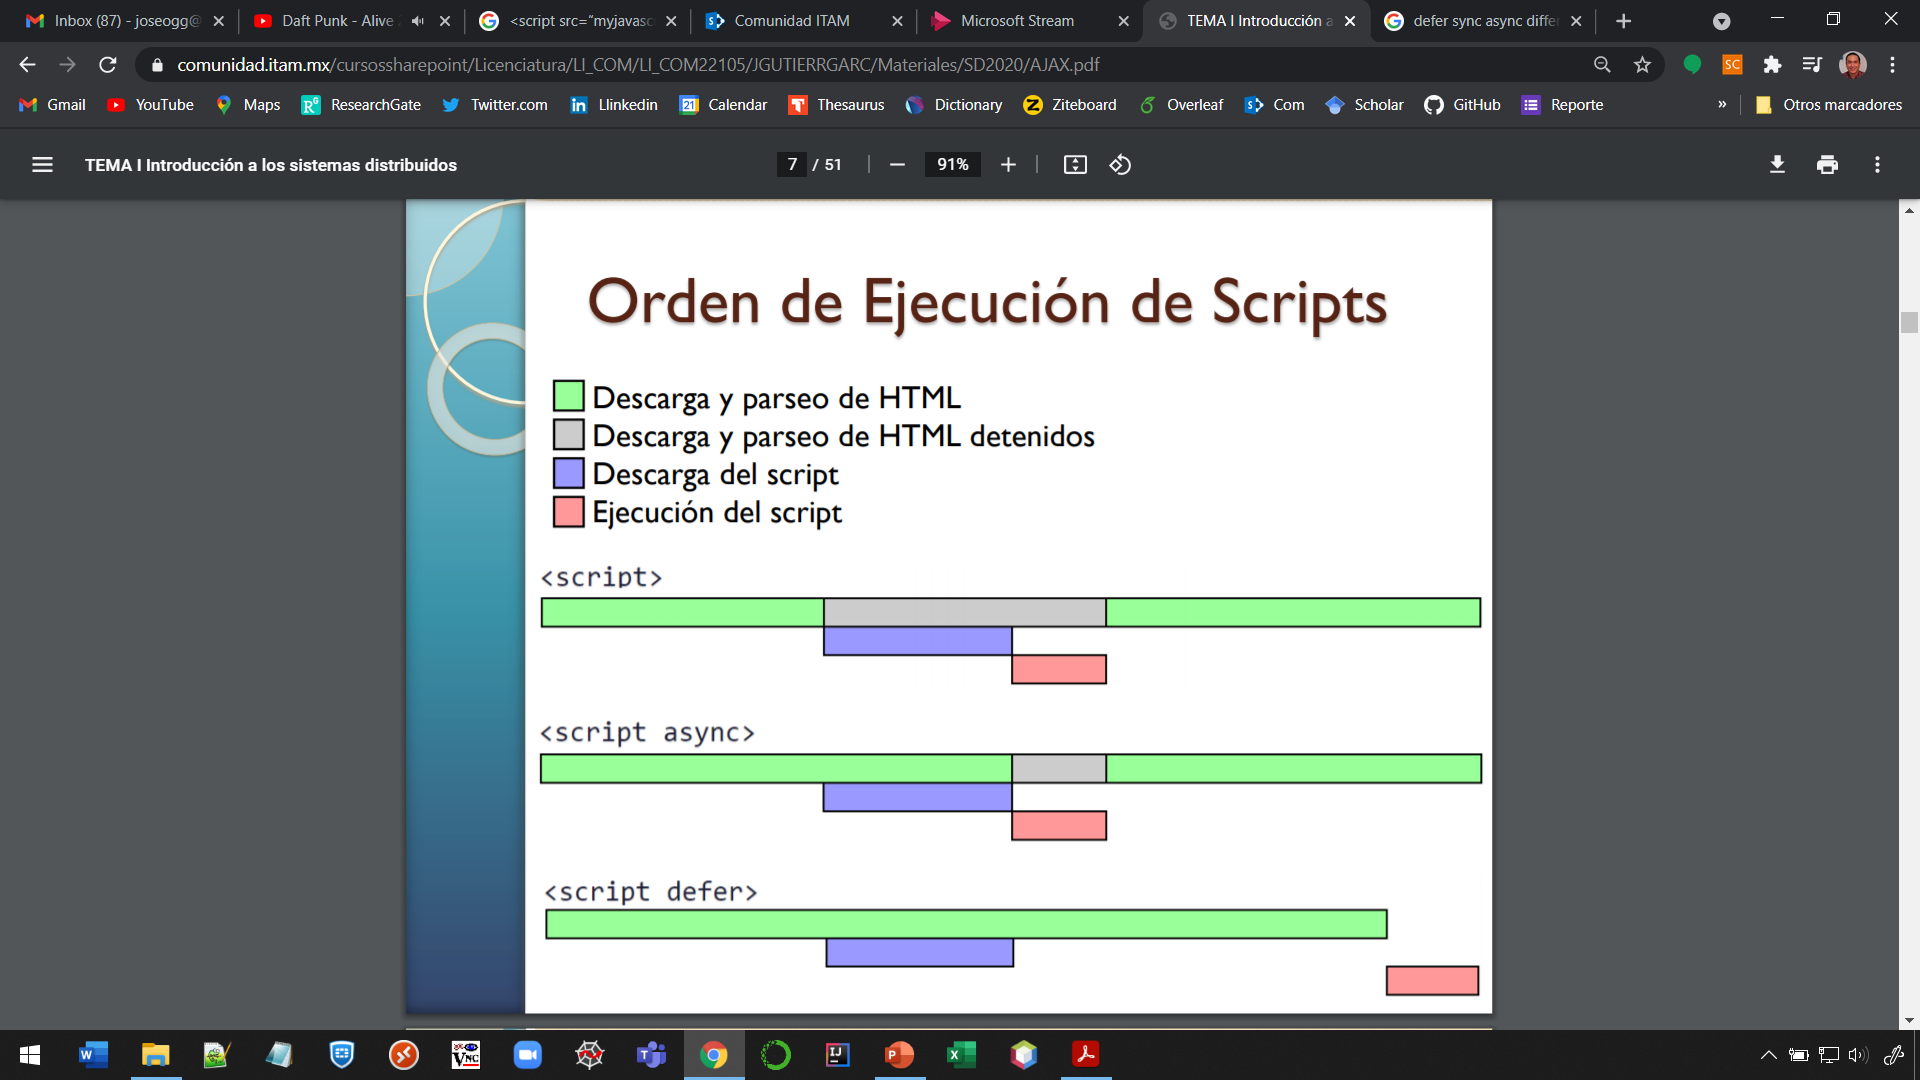 Inbox (87) - joseogg@
Daft Punk - Alive
<script src="myjavasc
Comunidad ITAM
Microsoft Stream
TEMA I Introducción a
defer sync async differ
comunidad.itam.mx/cursossharepoint/Licenciatura/LI_COM/LI_COM22105/JGUTIERRGARC/Materiales/SD2020/AJAX.pdf
SC
Gmail
YouTube
Maps
ResearchGate
Twitter.com
Llinkedin
Calendar
Thesaurus
Dictionary
Ziteboard
Overleaf
Com
Scholar
GitHub
Reporte
»
Otros marcadores
TEMA I Introducción a los sistemas distribuidos
7 / 51
91%
Orden de Ejecución de Scripts
Descarga y parseo de HTML
Descarga y parseo de HTML detenidos
Descarga del script
Ejecución del script
<script>
<script async>
<script defer>